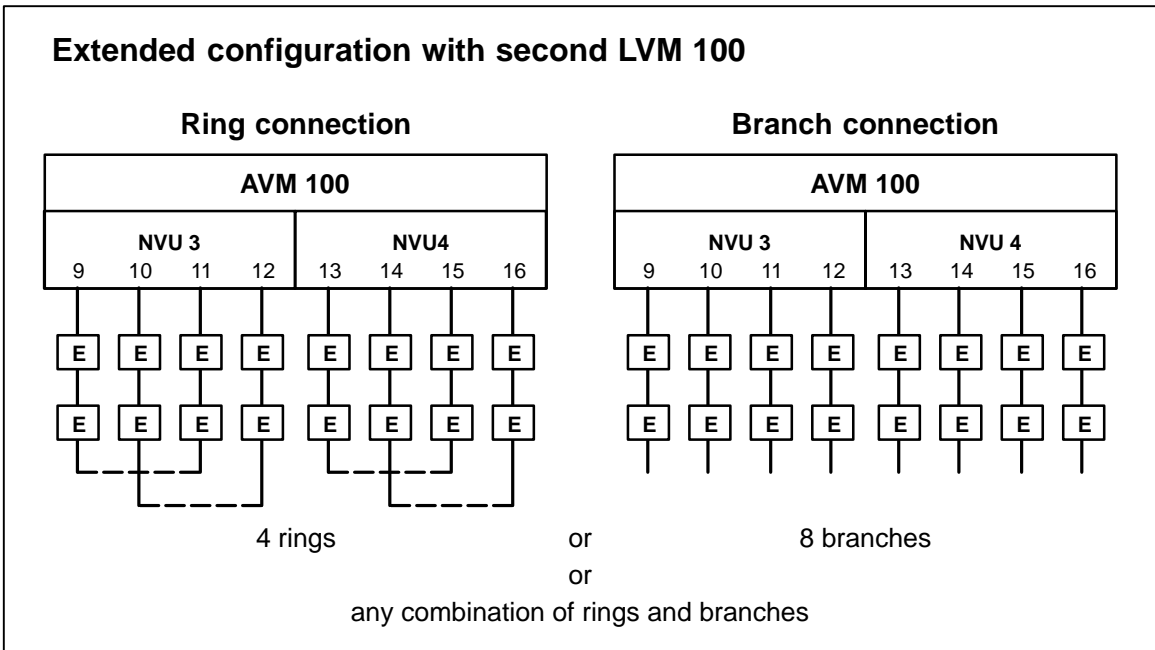 Extended configuration with second LVM 100
Ring connection
AVM 100
NVU 3 NVU4
9 10 11 12 13 14 15 16
E E E E E E E E
E E E E E E E E
4 rings
or
Branch connection
AVM 100
NVU 3 NVU 4
9 10 11 12 13 14 15 16
E E E E E E E E
E E E E E E E E
8 branches
or
any combination of rings and branches